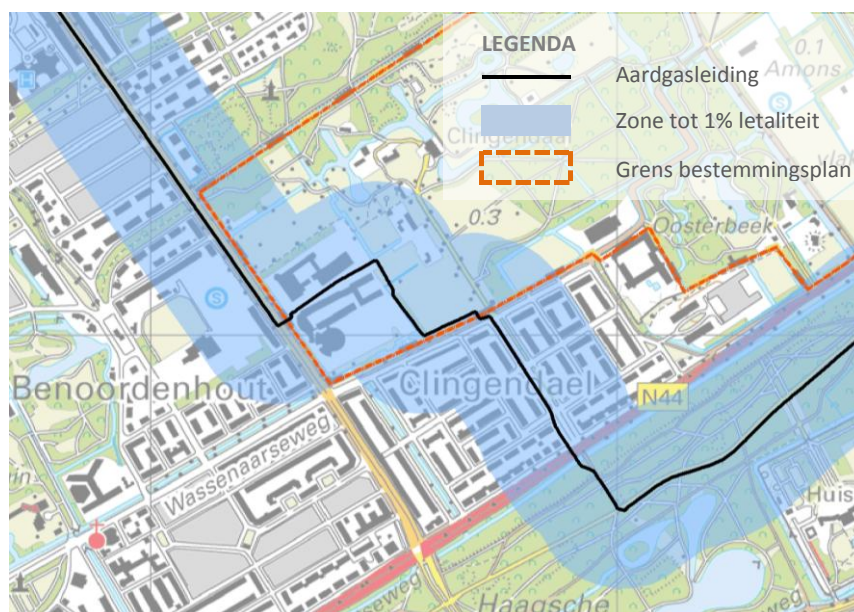 LEGENDA
Aardgasleiding
Zone tot 1% letaliteit
Grens bestemmingsplan
0.1
Amons
H
S
Clingendaal
0.3
Oosterbeek
S
Benoordenhout
Clingendael
N44
Wassenaarseweg
Huis
Haagsche